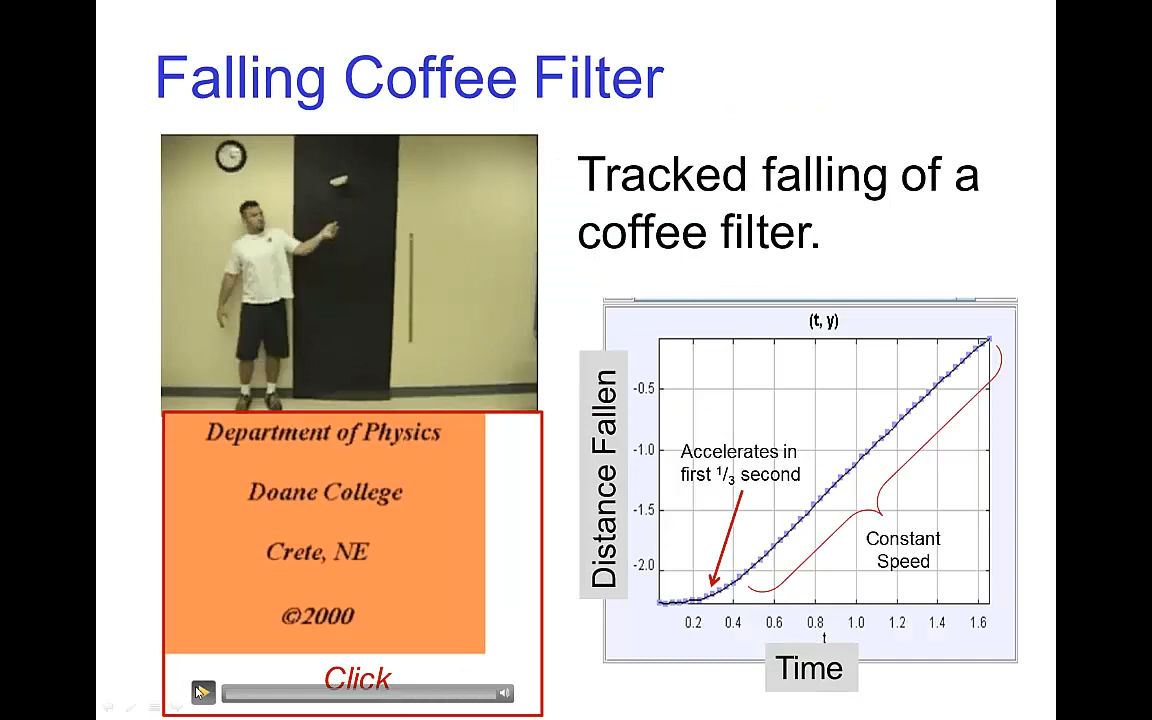 Falling Coffee Filter
Tracked falling of a
coffee filter.
Department of Physics
Doane College
Crete, NE
©2000
Click
(t, y)
Distance Fallen
-0.5
-1.0
-1.5
-2.0
Accelerates in
first 1/3 second
Constant
Speed
0.2 0.4 0.6 0.8 1.0 1.2 1.4 1.6
t
Time